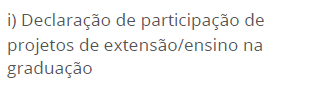 i) Declaração de participação de
projetos de extensão/ensino na
graduação